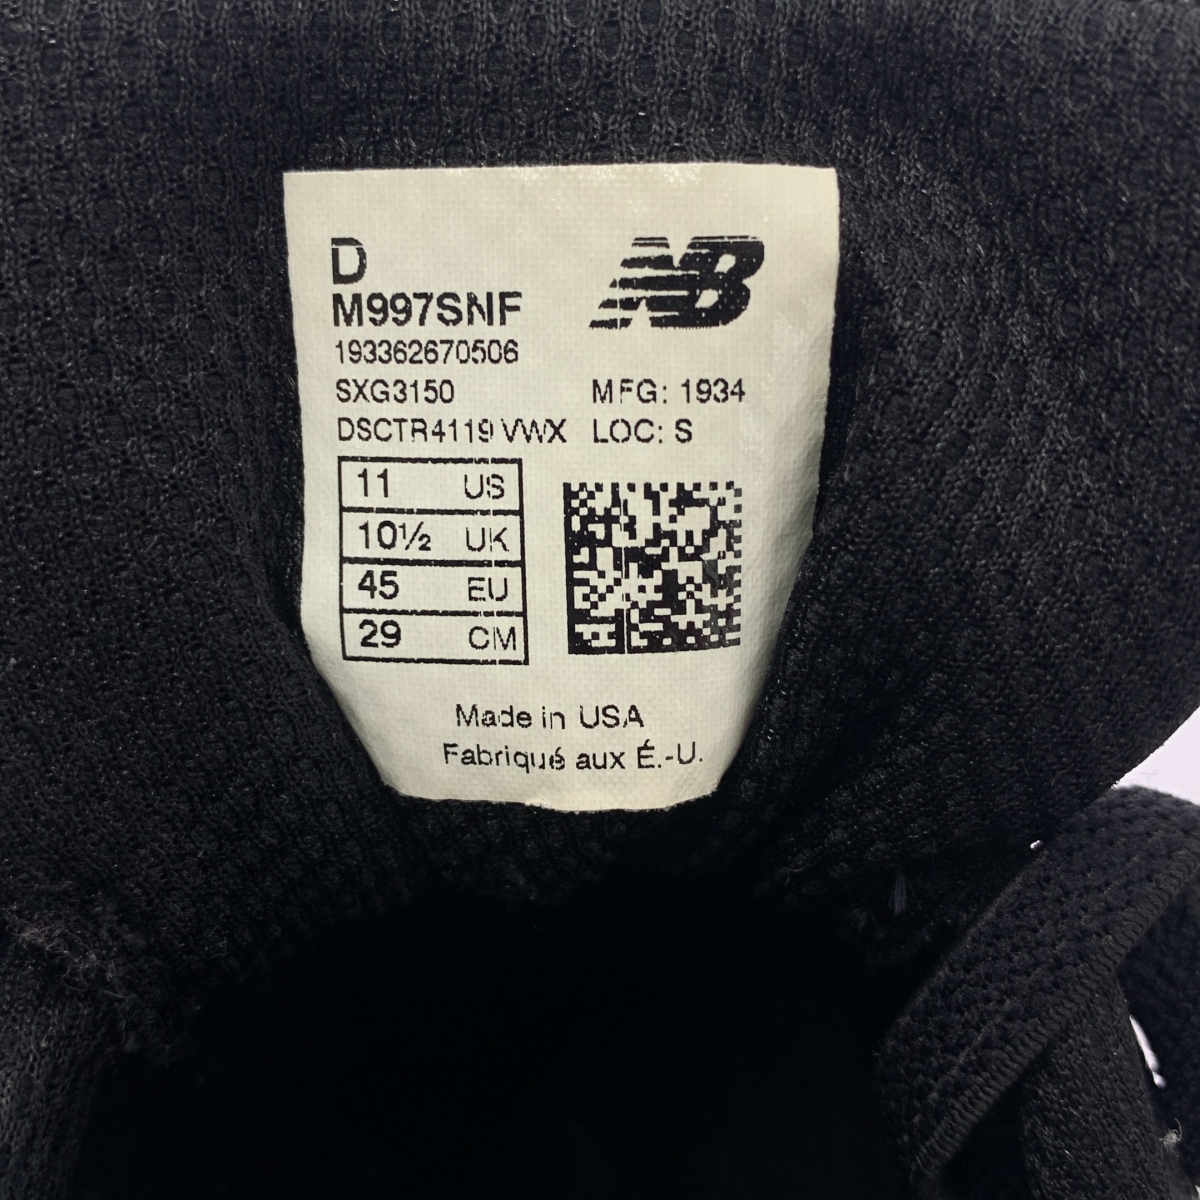 D
NB
M997SNF
193362670506
SXG3150 MFG: 1934
DSCTR4119 VWX LOC: S
11 US
10½ UK
45 EU
29 CM
Made in USA
Fabriqué aux É.-U.